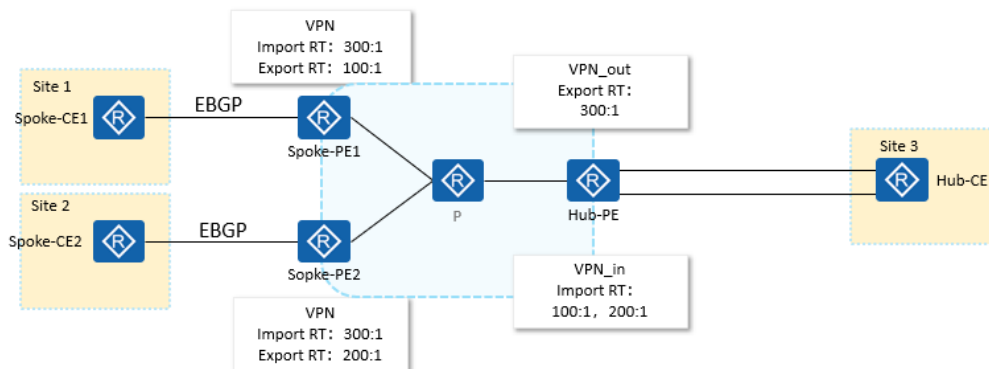 VPN
Import RT: 300:1
Export RT: 100:1
VPN_out
Export RT:
300:1
Site 1
Spoke-CE1
R
EBGP
R
Spoke-PE1
Site 3
R
Hub-CE
R
P
R
Hub-PE
Site 2
Spoke-CE2
R
EBGP
R
Sopke-PE2
VPN_in
Import RT:
100:1, 200:1
VPN
Import RT: 300:1
Export RT: 200:1